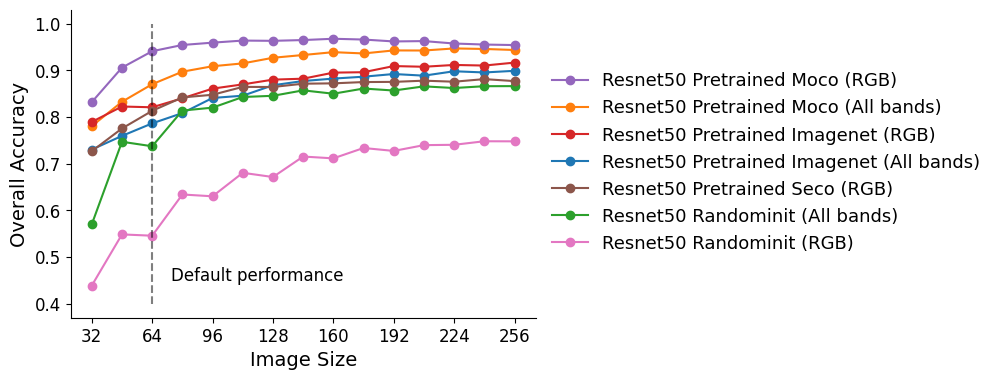 1.0
0.9
0.8
0.7
0.6
0.5
0.4
Overall Accuracy
Default performance
32 64 96 128 160 192 224 256
Image Size
Resnet50 Pretrained Moco (RGB)
Resnet50 Pretrained Moco (All bands)
Resnet50 Pretrained Imagenet (RGB)
Resnet50 Pretrained Imagenet (All bands)
Resnet50 Pretrained Seco (RGB)
Resnet50 Randominit (All bands)
Resnet50 Randominit (RGB)